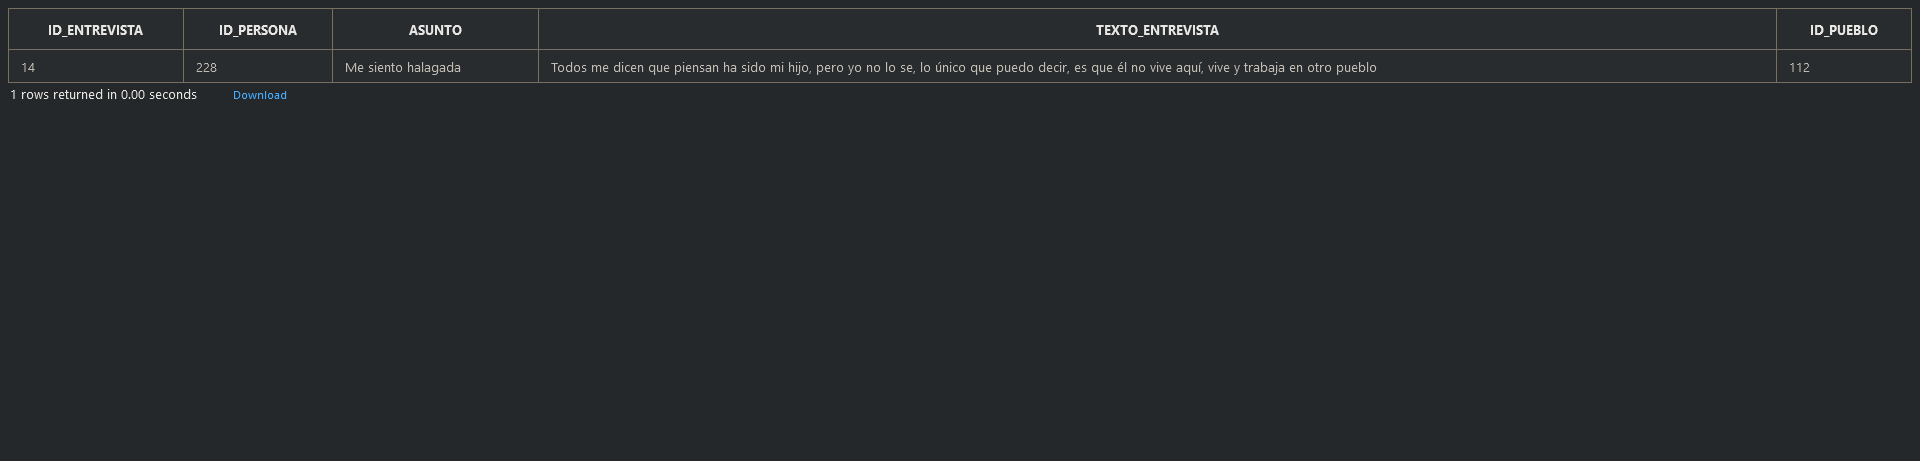 ID_ENTREVISTA ID_PERSONA ASUNTO TEXTO_ENTREVISTA ID_PUEBLO
14 228 Me siento halagada Todos me dicen que piensan ha sido mi hijo, pero yo no lo se, lo único que puedo decir, es que él no vive aquí, vive y trabaja en otro pueblo 112
1 rows returned in 0.00 seconds Download